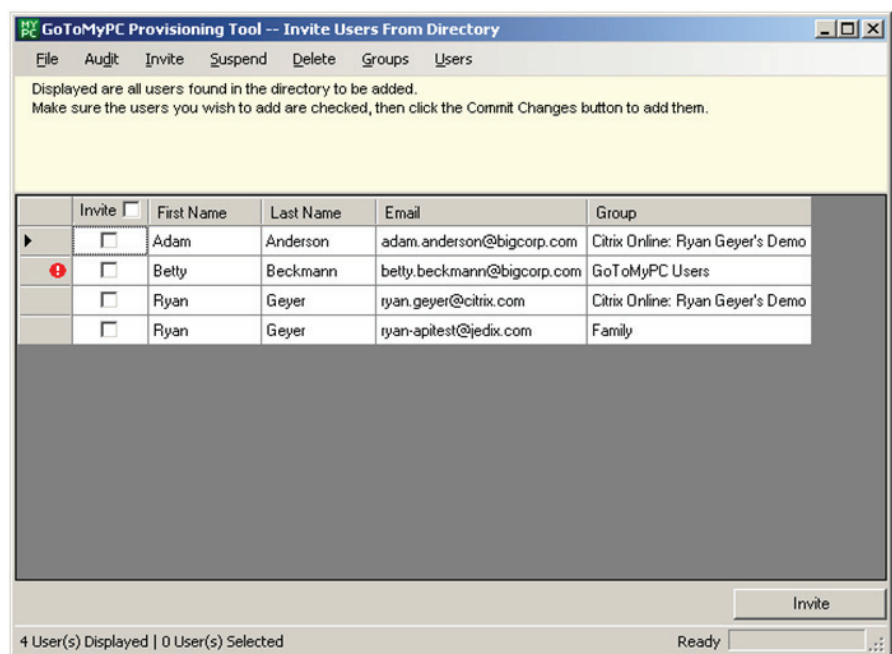 MY PC GoToMyPC Provisioning Tool -- Invite Users From Directory
File Audit Invite Suspend Delete Groups Users
Displayed are all users found in the directory to be added.
Make sure the users you wish to add are checked, then click the Commit Changes button to add them.
Invite First Name Last Name Email Group
Adam Anderson adam.anderson@bigcorp.com Citrix Online: Ryan Geyer's Demo
Betty Beckmann betty.beckmann@bigcorp.com GoToMyPC Users
Ryan Geyer ryan.geyer@citrix.com Citrix Online: Ryan Geyer's Demo
Ryan Geyer ryan-apitest@jedix.com Family
Invite
4 User(s) Displayed | 0 User(s) Selected Ready